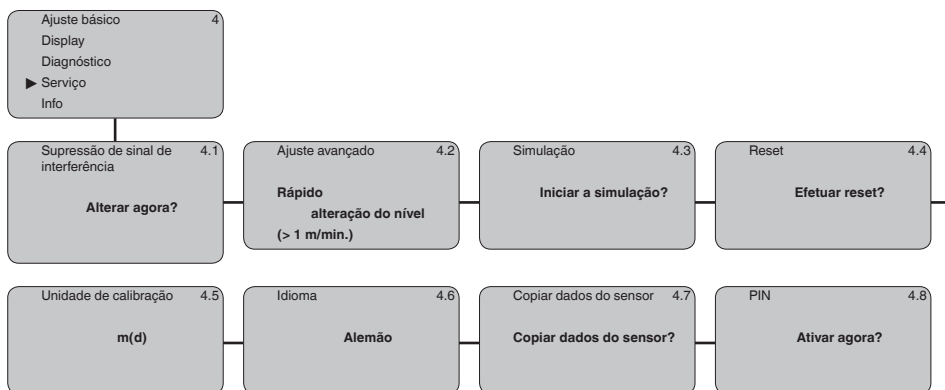 Ajuste básico 4
Display
Diagnóstico
▶ Serviço
Info
Supressão de sinal de 4.1
interferência
Alterar agora?
Ajuste avançado 4.2
Rápido
alteração do nível
(> 1 m/min.)
Simulação 4.3
Iniciar a simulação?
Reset 4.4
Efetuar reset?
Unidade de calibração 4.5
m(d)
Idioma 4.6
Alemão
Copiar dados do sensor 4.7
Copiar dados do sensor?
PIN 4.8
Ativar agora?